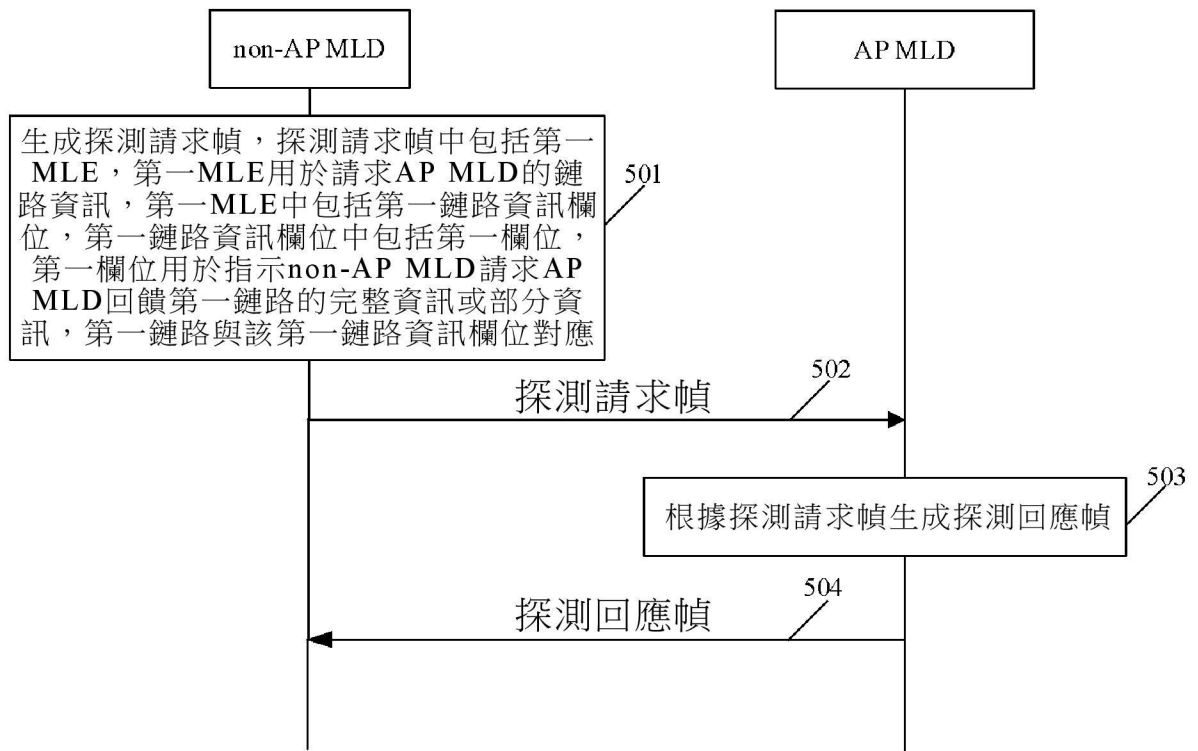 non-AP MLD
AP MLD
生成探測請求幀，探測請求幀中包括第一
MLE，第一MLE用於請求AP MLD的鏈
路資訊，第一MLE中包括第一鏈路資訊欄
位，第一鏈路資訊欄位中包括第一欄位，
第一欄位用於指示non-AP MLD請求AP
MLD回饋第一鏈路的完整資訊或部分資
訊，第一鏈路與該第一鏈路資訊欄位對應
501
502
探測請求幀
503
根據探測請求幀生成探測回應幀
504
探測回應幀